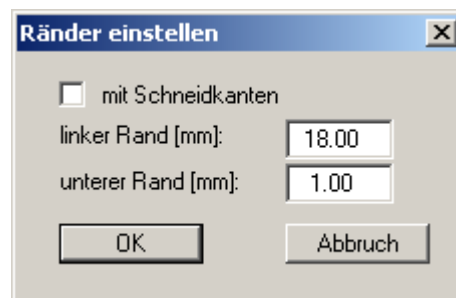 Ränder einstellen
mit Schneidkanten
linker Rand [mm]: 18.00
unterer Rand [mm]: 1.00
OK Abbruch